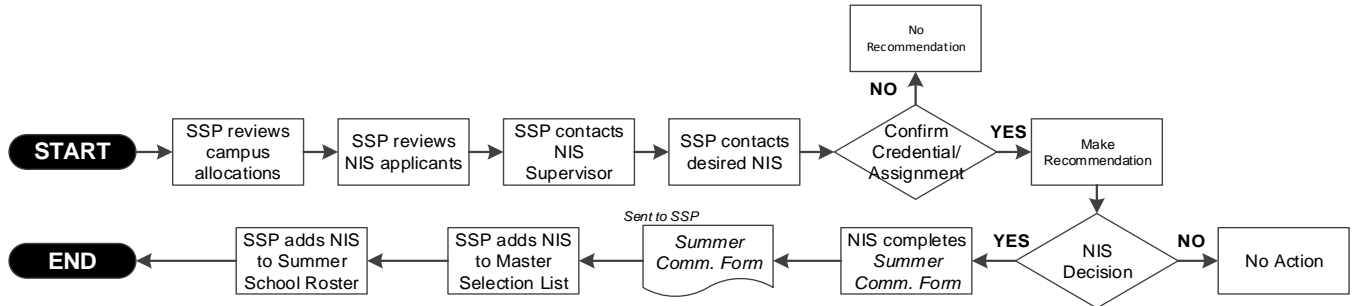 No
Recommendation
NO
START
SSP reviews
campus
allocations
SSP reviews
NIS applicants
SSP contacts
NIS
Supervisor
SSP contacts
desired NIS
Confirm
Credential/
Assignment
YES
Make
Recommendation
END
SSP adds NIS
to Summer
School Roster
SSP adds NIS
to Master
Selection List
Sent to SSP
Summer
Comm. Form
NIS completes
Summer
Comm. Form
YES
NIS
Decision
NO
No Action